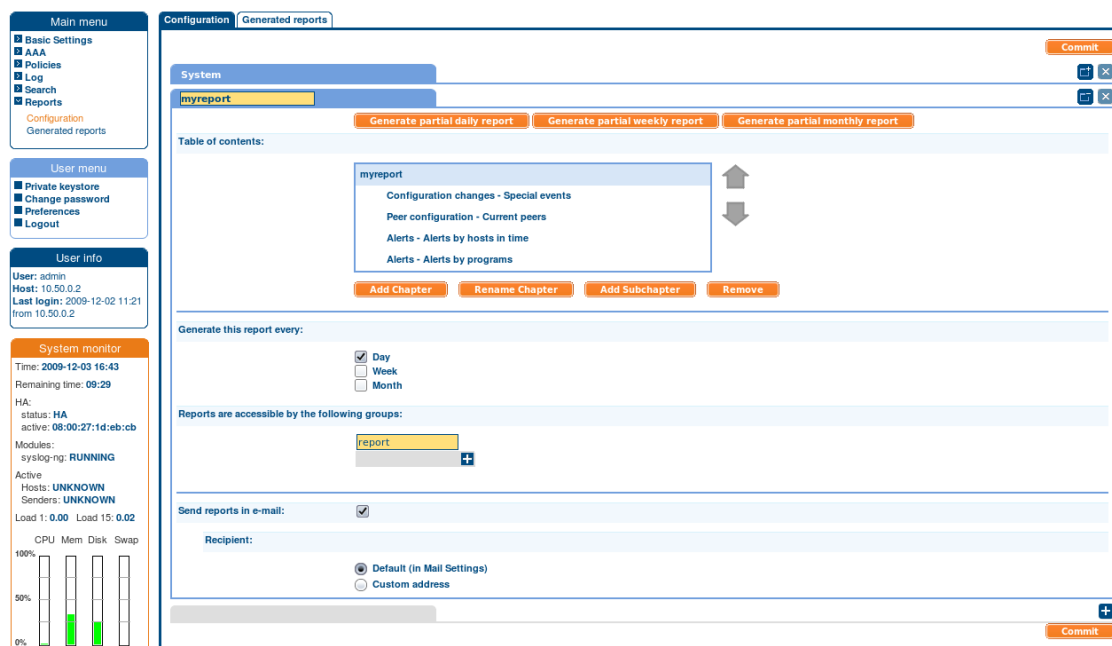 Main menu
Basic Settings
AAA
Policies
Log
Search
Reports
Configuration
Generated reports
User menu
Private keystore
Change password
Preferences
Logout
User info
User: admin
Host: 10.50.0.2
Last login: 2009-12-02 11:21
from 10.50.0.2
System monitor
Time: 2009-12-03 16:43
Remaining time: 09:29
HA:
status: HA
active: 08:00:27:1d:eb:cb
Modules:
syslog-ng: RUNNING
Active
Hosts: UNKNOWN
Senders: UNKNOWN
Load 1: 0.00 Load 15: 0.02
CPU Mem Disk Swap
100%
50%
0%
Configuration Generated reports
Commit
System
myreport
Generate partial daily report Generate partial weekly report Generate partial monthly report
Table of contents:
myreport
Configuration changes - Special events
Peer configuration - Current peers
Alerts - Alerts by hosts in time
Alerts - Alerts by programs
Add Chapter Rename Chapter Add Subchapter Remove
Generate this report every:
Day
Week
Month
Reports are accessible by the following groups:
report
Send reports in e-mail:
Recipient:
Default (in Mail Settings)
Custom address
Commit